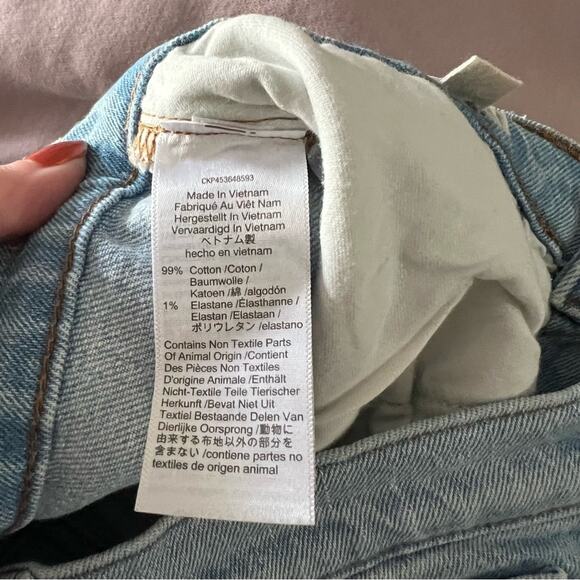 CKP453648593
Made In Vietnam
Fabriqué Au Viêt Nam
Hergestellt In Vietnam
Vervaardigd In Vietnam
ベトナム製
hecho en vietnam
99% Cotton /Coton /
Baumwolle /
Katoen /綿 /algodón
1% Elastane /Élasthanne /
Elastan /Elastaan /
ポリウレタン /elastano
Contains Non Textile Parts
Of Animal Origin /Contient
Des Pièces Non Textiles
D'origine Animale /Enthält
Nicht-Textile Teile Tierischer
Herkunft /Bevat Niet Uit
Textiel Bestaande Delen Van
Dierlijke Oorsprong /動物に
由来する布地以外の部分を
含まない /contiene partes no
textiles de origen animal